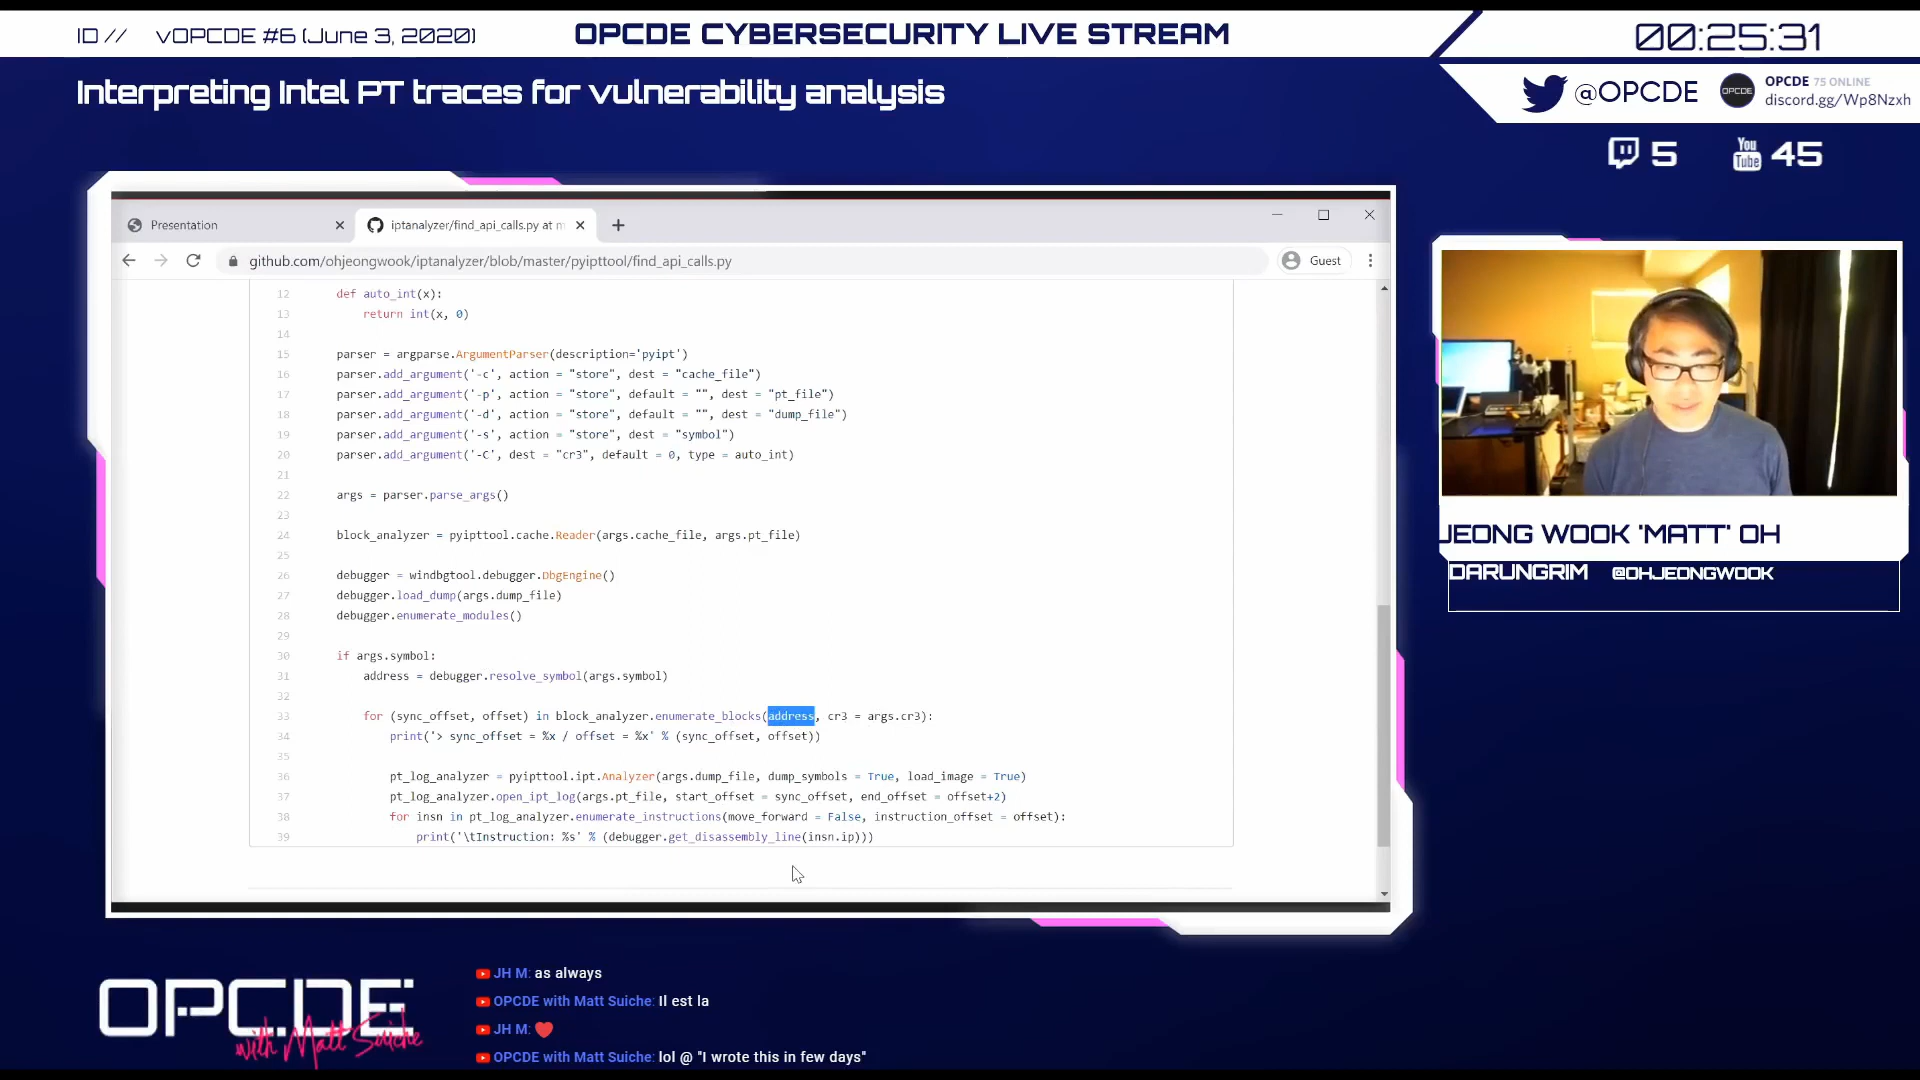 ID // vOPCDE #6 (June 3, 2020)
OPCDE CYBERSECURITY LIVE STREAM
00:25:31
Interpreting Intel PT traces for vulnerability analysis
@OPCDE
OPCDE
OPCDE 75 ONLINE
discord.gg/Wp8Nzxh
5
You
Tube
45
Presentation
iptanalyzer/find_api_calls.py at m
github.com/ohjeongwook/iptanalyzer/blob/master/pyipttool/find_api_calls.py
Guest
12 def auto_int(x):
13 return int(x, 0)
14
15 parser = argparse.ArgumentParser(description='pyipt')
16 parser.add_argument('-c', action = "store", dest = "cache_file")
17 parser.add_argument('-p', action = "store", default = "", dest = "pt_file")
18 parser.add_argument('-d', action = "store", default = "", dest = "dump_file")
19 parser.add_argument('-s', action = "store", dest = "symbol")
20 parser.add_argument('-C', dest = "cr3", default = 0, type = auto_int)
21
22 args = parser.parse_args()
23
24 block_analyzer = pyipttool.cache.Reader(args.cache_file, args.pt_file)
25
26 debugger = windbgtool.debugger.DbgEngine()
27 debugger.load_dump(args.dump_file)
28 debugger.enumerate_modules()
29
30 if args.symbol:
31 address = debugger.resolve_symbol(args.symbol)
32
33 for (sync_offset, offset) in block_analyzer.enumerate_blocks(address, cr3 = args.cr3):
34 print('> sync_offset = %x / offset = %x' % (sync_offset, offset))
35
36 pt_log_analyzer = pyipttool.ipt.Analyzer(args.dump_file, dump_symbols = True, load_image = True)
37 pt_log_analyzer.open_ipt_log(args.pt_file, start_offset = sync_offset, end_offset = offset+2)
38 for insn in pt_log_analyzer.enumerate_instructions(move_forward = False, instruction_offset = offset):
39 print('\tInstruction: %s' % (debugger.get_disassembly_line(insn.ip)))
JEONG WOOK 'MATT' OH
DARUNGRIM @OHJEONGWOOK
OPCDE
with Matt Suiche
JH M: as always
OPCDE with Matt Suiche: Il est la
JH M: ❤
OPCDE with Matt Suiche: lol @ "I wrote this in few days"